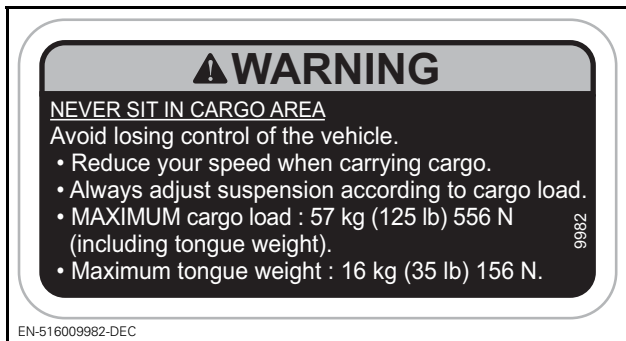 WARNING
NEVER SIT IN CARGO AREA
Avoid losing control of the vehicle.
• Reduce your speed when carrying cargo.
• Always adjust suspension according to cargo load.
• MAXIMUM cargo load : 57 kg (125 lb) 556 N
(including tongue weight).
• Maximum tongue weight : 16 kg (35 lb) 156 N.
9982
EN-516009982-DEC